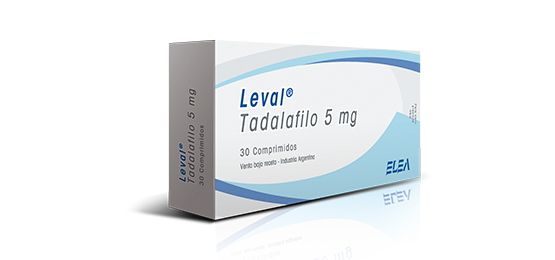 Leval®
Tadalafilo 5 mg
30 Comprimidos
Venta bajo receta - Industria Argentina
ELEA
Leval®
Tadalafilo 5 mg
30 Comprimidos